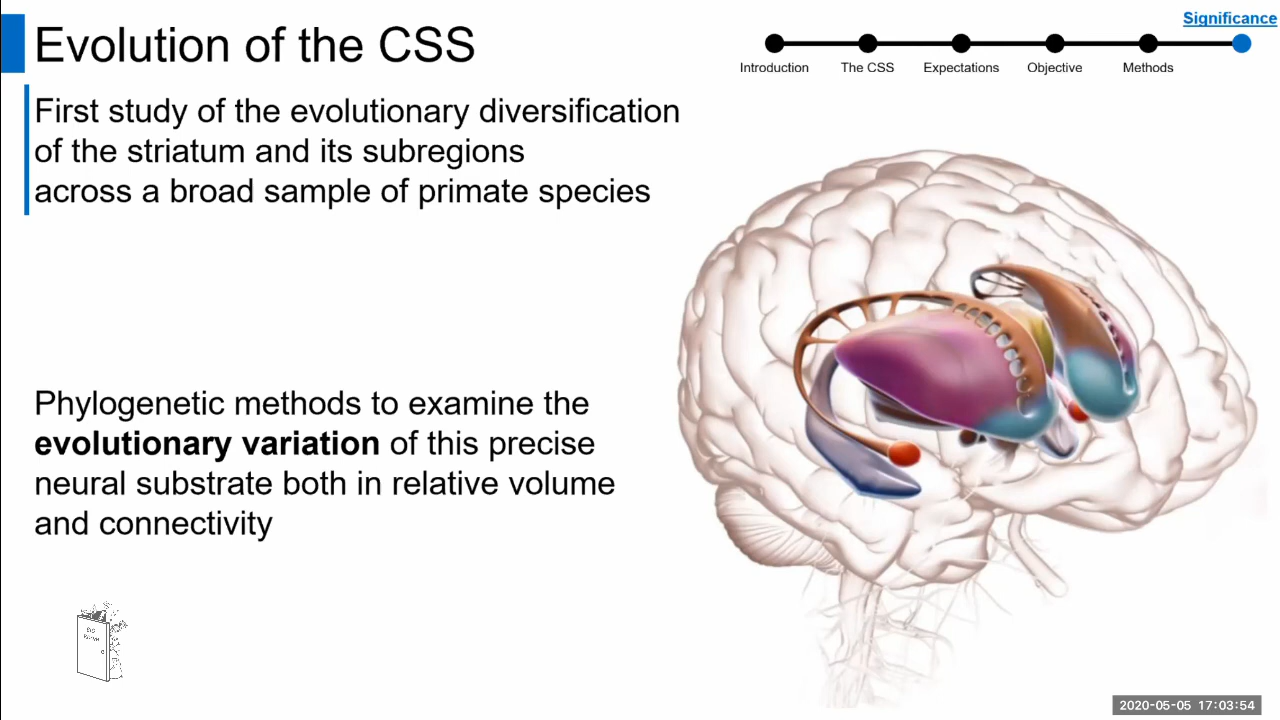 Significance
Evolution of the CSS
Introduction
The CSS
Expectations
Objective
Methods
First study of the evolutionary diversification
of the striatum and its subregions
across a broad sample of primate species
Phylogenetic methods to examine the
evolutionary variation of this precise
neural substrate both in relative volume
and connectivity
2020-05-05 17:03:54